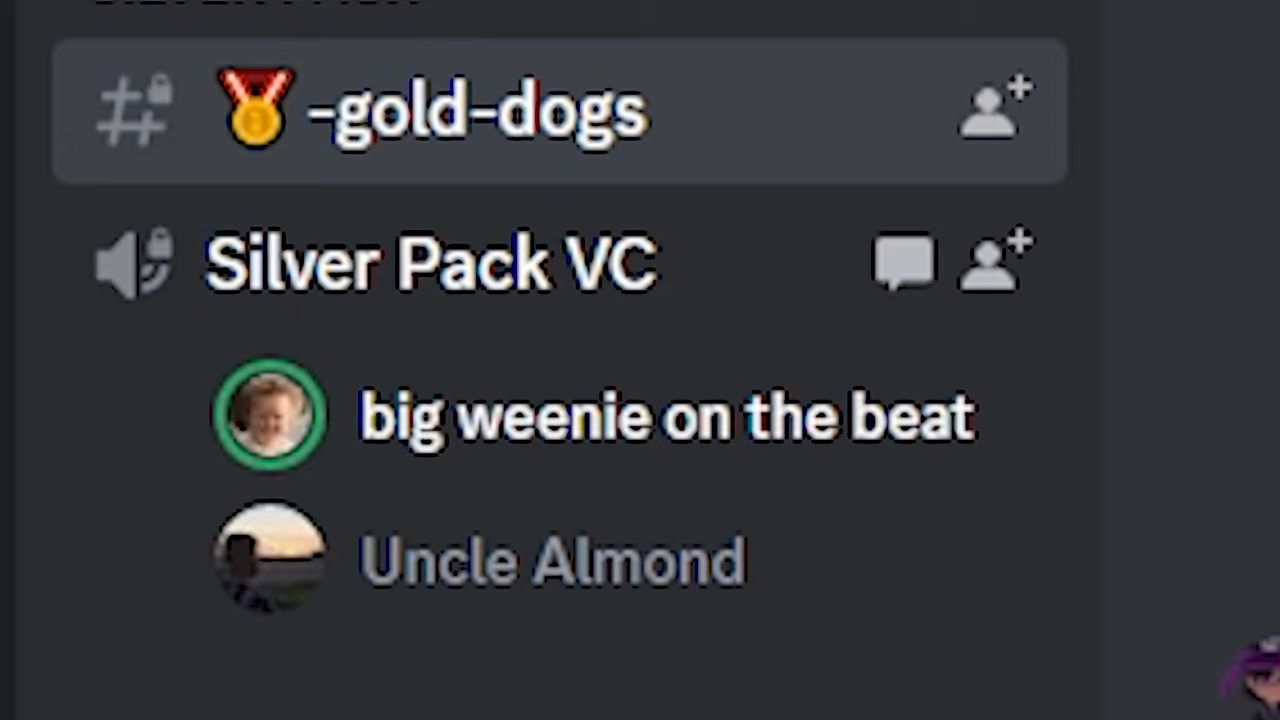 🥇-gold-dogs
Silver Pack VC
big weenie on the beat
Uncle Almond